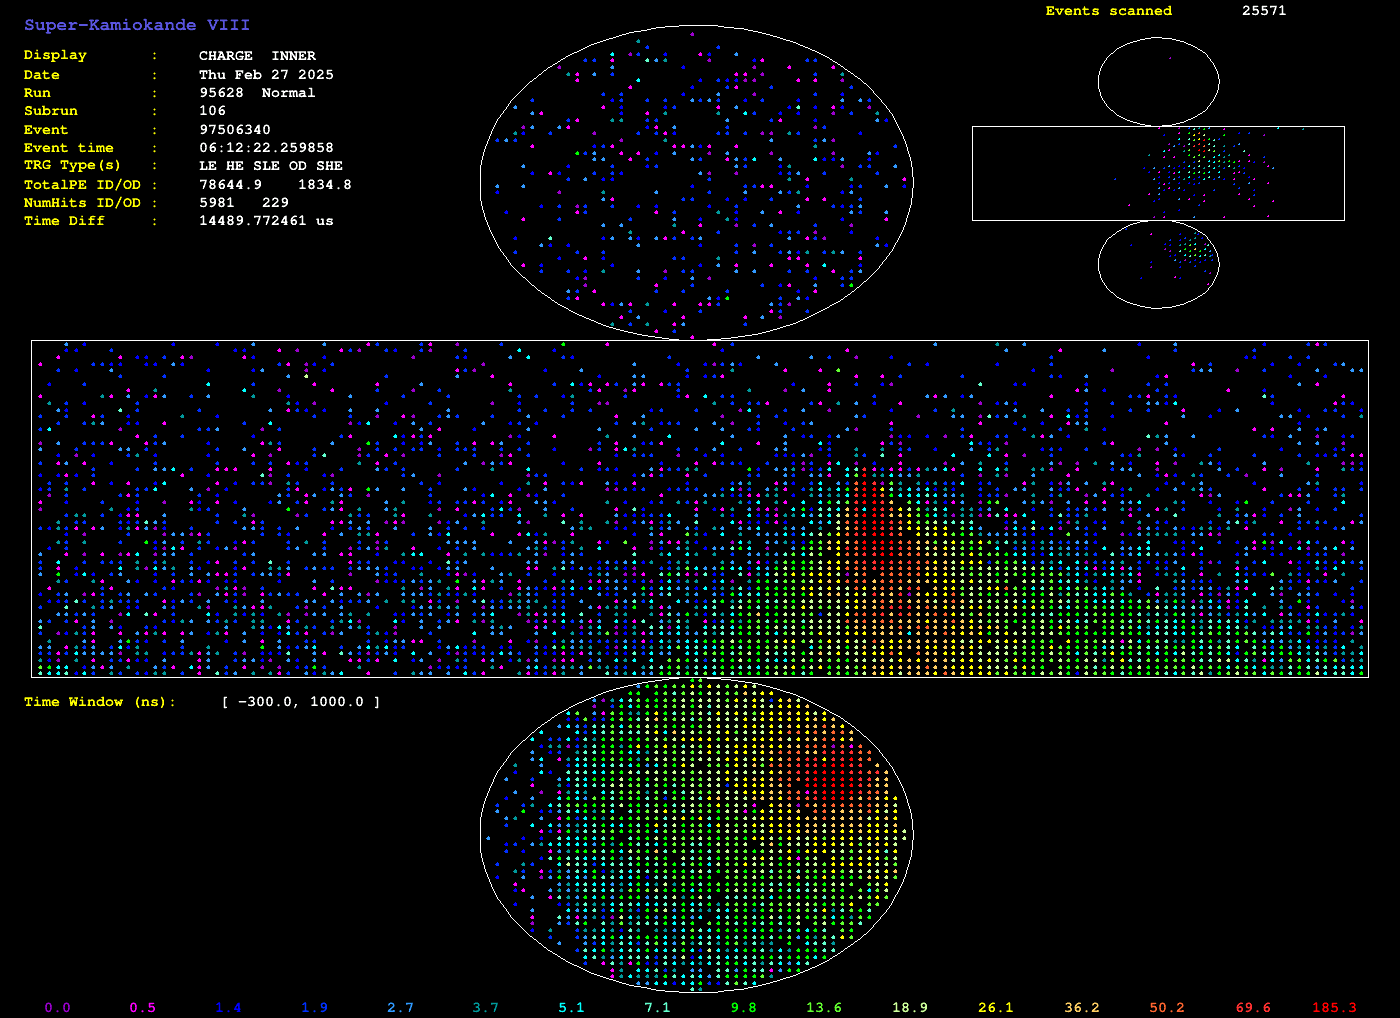 Super-Kamiokande VIII
Events scanned 25571
Display : CHARGE INNER
Date : Thu Feb 27 2025
Run : 95628 Normal
Subrun : 106
Event : 97506340
Event time : 06:12:22.259858
TRG Type(s) : LE HE SLE OD SHE
TotalPE ID/OD : 78644.9 1834.8
NumHits ID/OD : 5981 229
Time Diff : 14489.772461 us
Time Window (ns): [ -300.0, 1000.0 ]
0.0 0.5 1.4 1.9 2.7 3.7 5.1 7.1 9.8 13.6 18.9 26.1 36.2 50.2 69.6 185.3